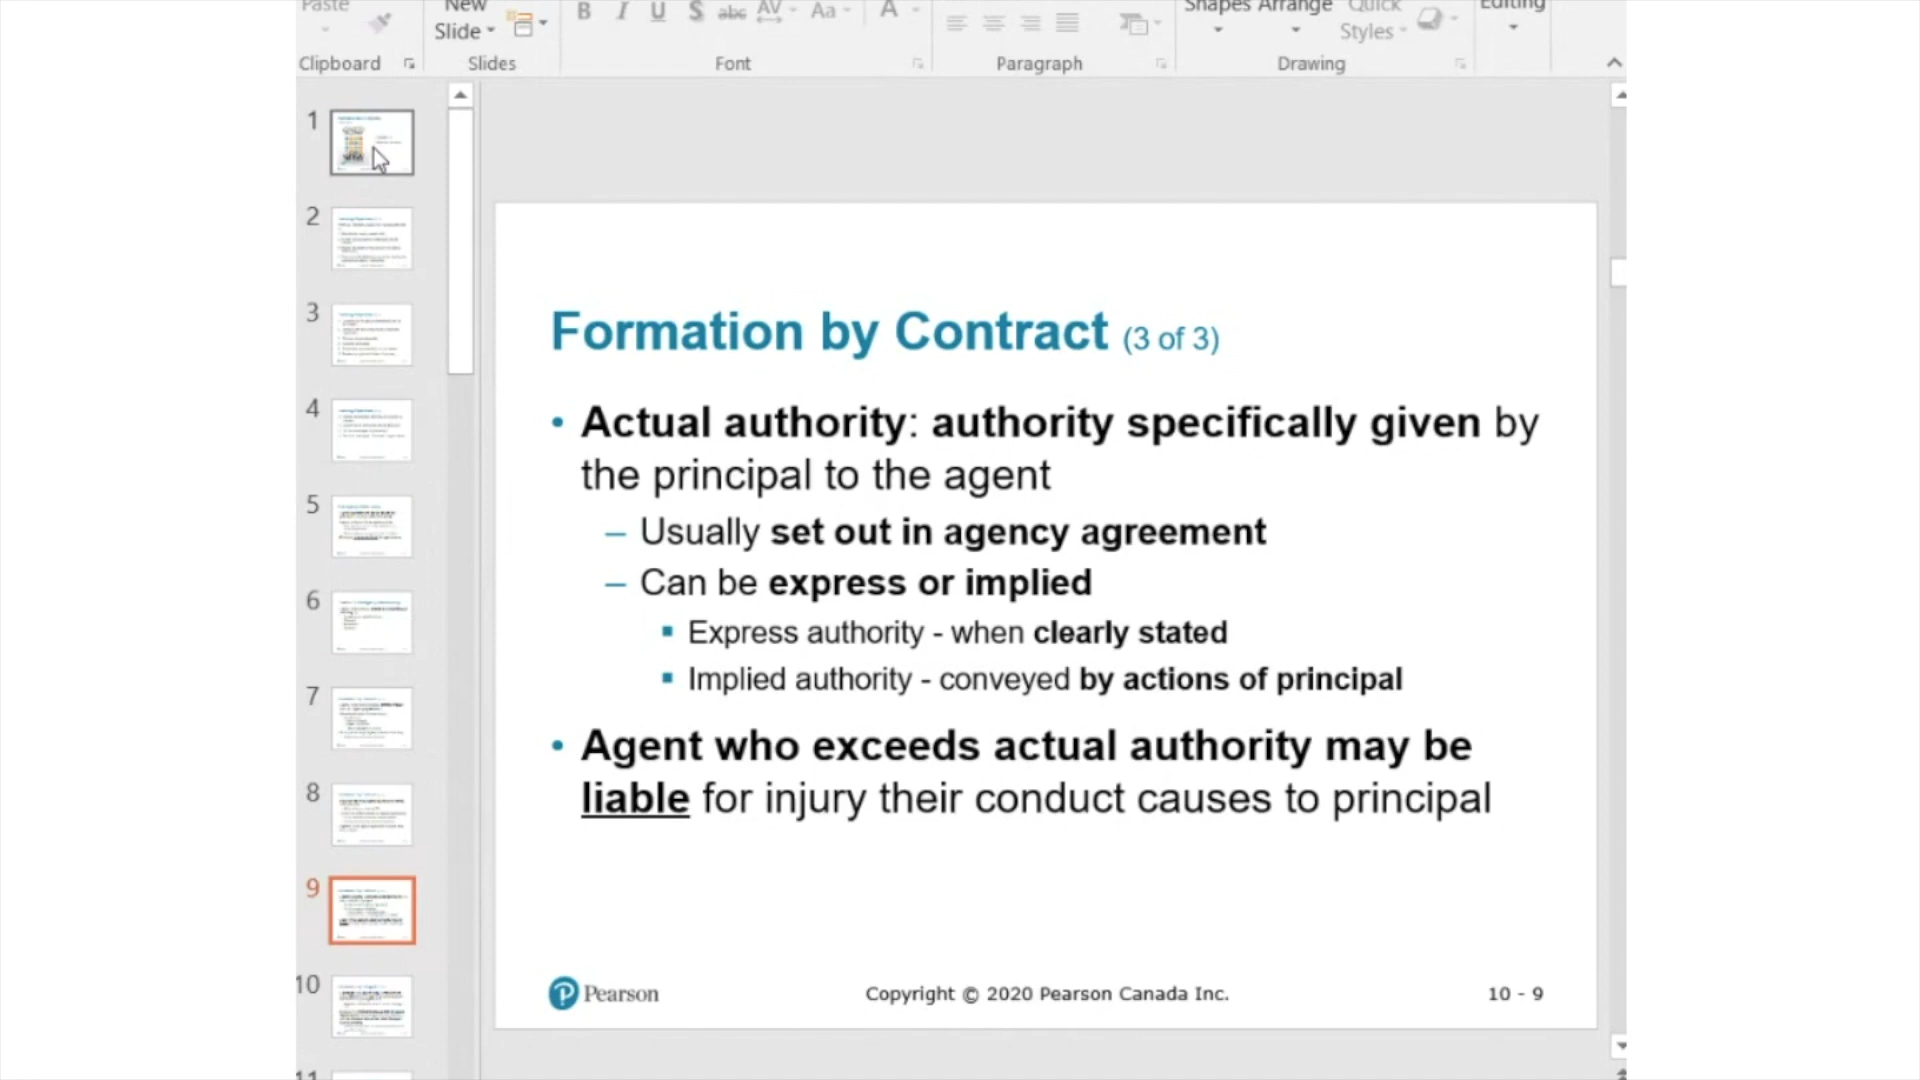 Paste
New
Slide
B I U S abc AV Aa A
Shapes Arrange Quick
Styles
Editing
Clipboard
Slides
Font
Paragraph
Drawing
1
2
3
4
5
6
7
8
9
10
11
Formation by Contract (3 of 3)
• Actual authority: authority specifically given by
the principal to the agent
– Usually set out in agency agreement
– Can be express or implied
▪ Express authority - when clearly stated
▪ Implied authority - conveyed by actions of principal
• Agent who exceeds actual authority may be
liable for injury their conduct causes to principal
P Pearson
Copyright © 2020 Pearson Canada Inc.
10 - 9